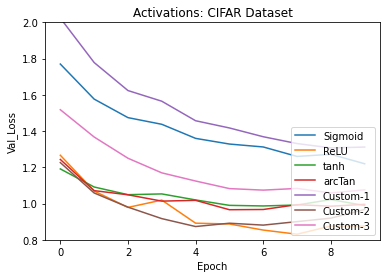 Activations: CIFAR Dataset
Val_Loss
2.0
1.8
1.6
1.4
1.2
1.0
0.8
0
2
4
6
8
Epoch
Sigmoid
ReLU
tanh
arcTan
Custom-1
Custom-2
Custom-3